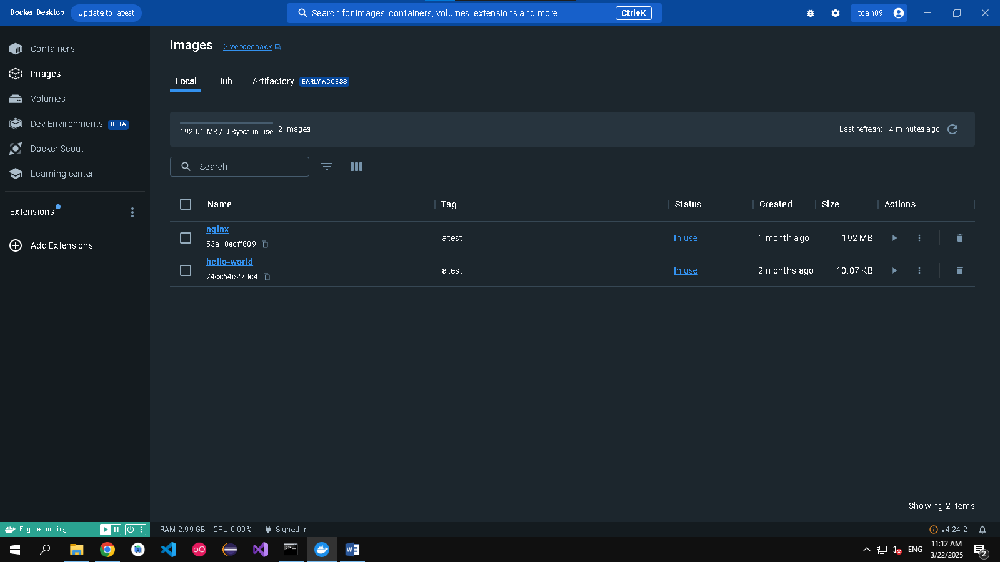 Docker Desktop Update to latest Search for images, containers, volumes, extensions and more... Ctrl+K toan09...
Containers
Images
Volumes
Dev Environments BETA
Docker Scout
Learning center
Extensions
Add Extensions
Images Give feedback
Local Hub Artifactory EARLY ACCESS
192.01 MB / 0 Bytes in use 2 images Last refresh: 14 minutes ago
Search
Name Tag Status Created Size Actions
nginx
53a18edff809 latest In use 1 month ago 192 MB
hello-world
74cc54e27dc4 latest In use 2 months ago 10.07 KB
Showing 2 items
Engine running RAM 2.99 GB CPU 0.00% Signed in v4.24.2
ENG 11:12 AM
3/22/2025 2